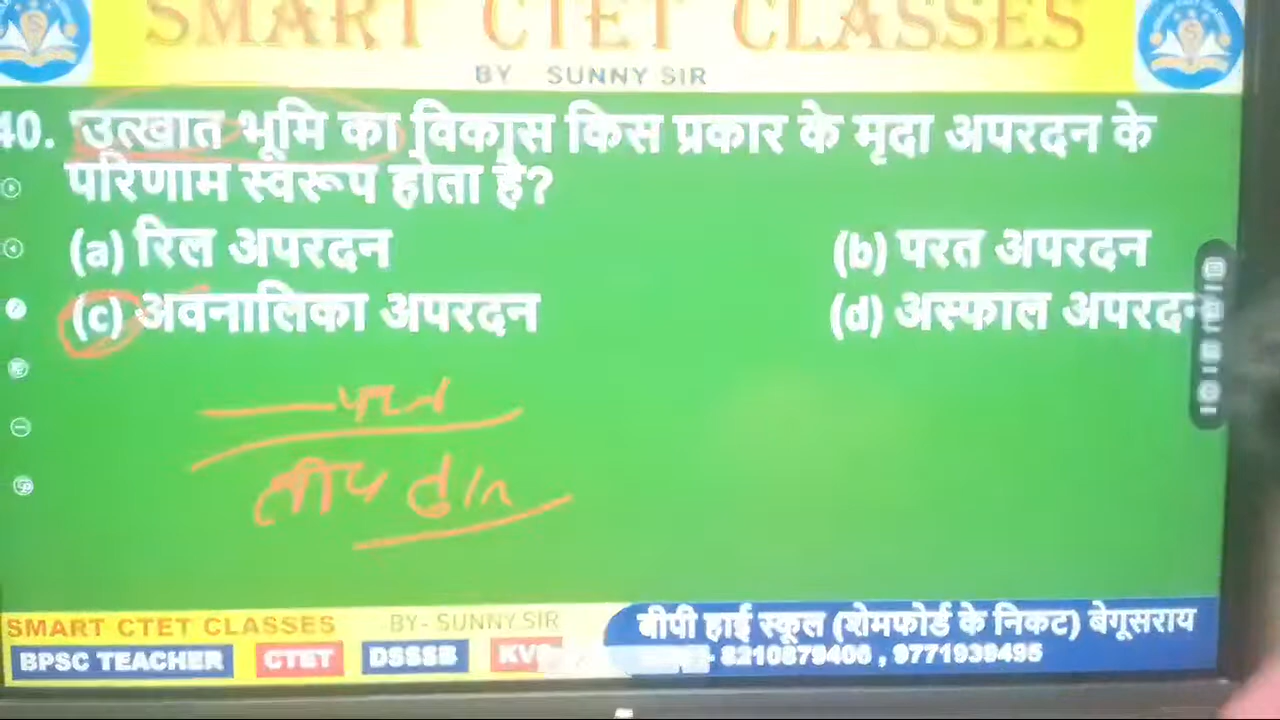 SMART CTET CLASSES
BY SUNNY SIR
40. उत्खात भूमि का विकास किस प्रकार के मृदा अपरदन के
परिणाम स्वरूप होता है?
(a) रिल अपरदन
(b) परत अपरदन
(c) अवनालिका अपरदन
(d) अस्फाल अपरदन
SMART CTET CLASSES BY- SUNNY SIR
BPSC TEACHER CTET DSSSB
बीपी हाई स्कूल (शेमफोर्ड के निकट) बेगूसराय
8210879406 , 9771939495